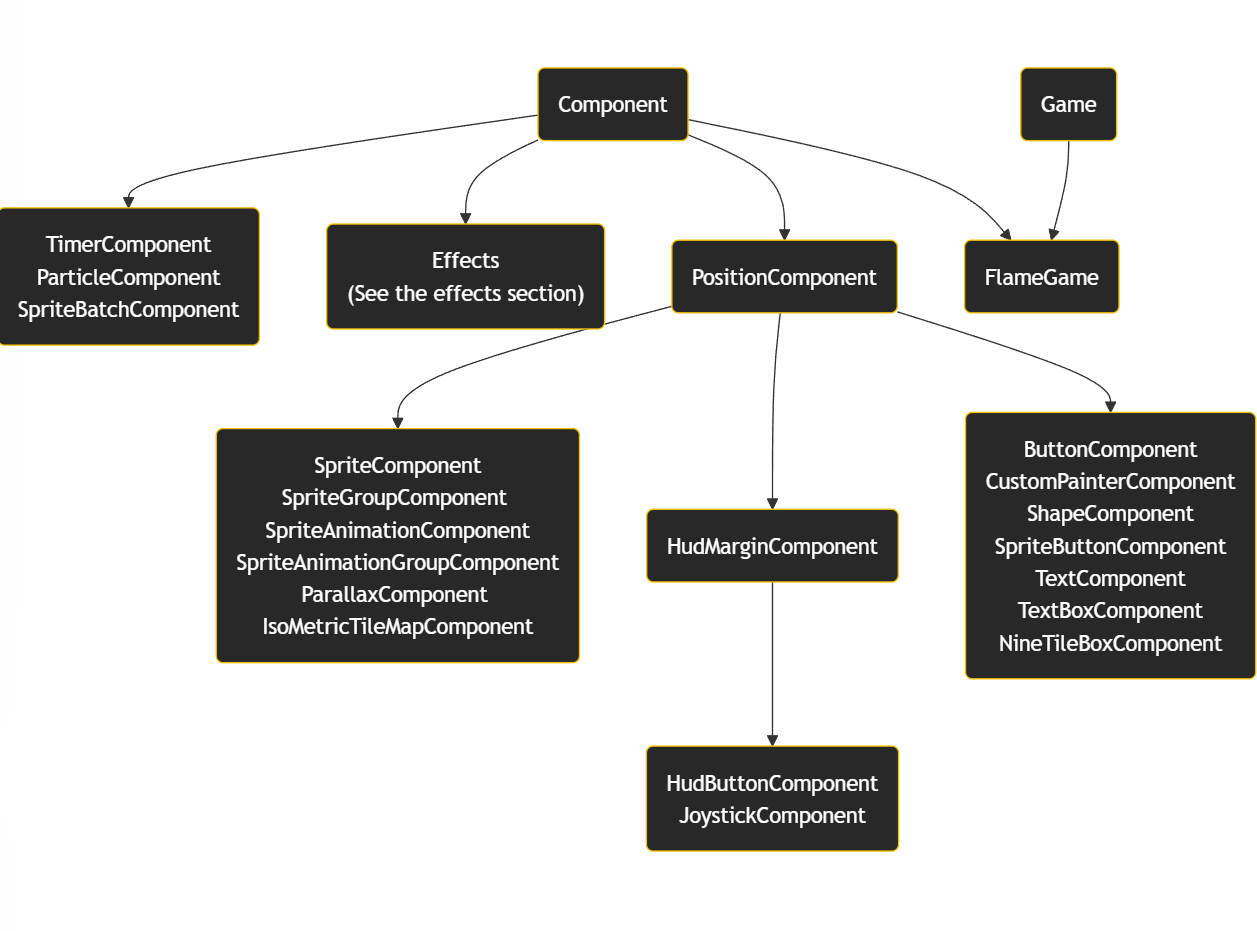 Component
Game
TimerComponent
ParticleComponent
SpriteBatchComponent
Effects
(See the effects section)
PositionComponent
FlameGame
SpriteComponent
SpriteGroupComponent
SpriteAnimationComponent
SpriteAnimationGroupComponent
ParallaxComponent
IsoMetricTileMapComponent
HudMarginComponent
ButtonComponent
CustomPainterComponent
ShapeComponent
SpriteButtonComponent
TextComponent
TextBoxComponent
NineTileBoxComponent
HudButtonComponent
JoystickComponent